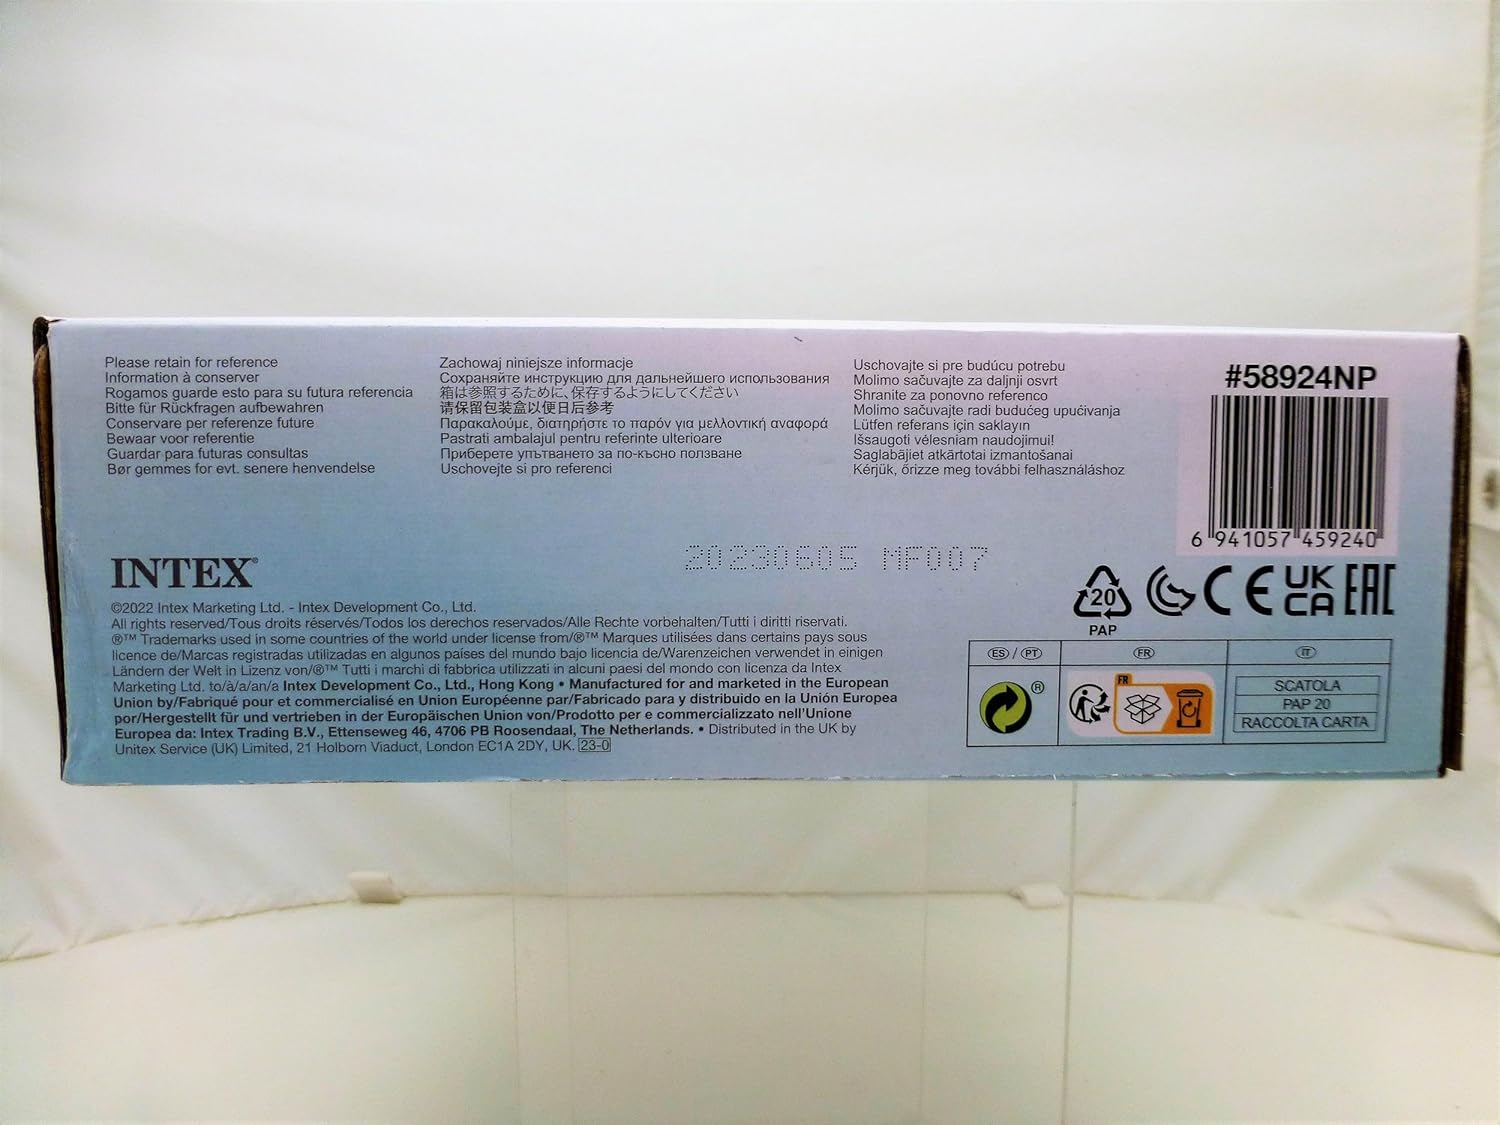 Please retain for reference
Information à conserver
Rogamos guarde esto para su futura referencia
Bitte für Rückfragen aufbewahren
Conservare per referenze future
Bewaar voor referentie
Guardar para futuras consultas
Bør gemmes for evt. senere henvendelse
Zachowaj niniejsze informacje
Сохраняйте инструкцию для дальнейшего использования
箱は参照するために、保存するようにしてください
请保留包装盒以便日后参考
Παρακαλούμε, διατηρήστε το παρόν για μελλοντική αναφορά
Pastrati ambalajul pentru referinte ulterioare
Приберете упътването за по-късно ползване
Uschovejte si pro referenci
Uschovajte si pre budúcu potrebu
Molimo sačuvajte za daljnji osvrt
Shranite za ponovno referenco
Molimo sačuvajte radi budućeg upućivanja
Lütfen referans için saklayın
Išsaugoti vėlesniam naudojimui!
Saglabājiet atkārtotai izmantošanai
Kérjük, őrizze meg további felhasználáshoz
#58924NP
6 941057 459240
20230605 MF007
INTEX®
©2022 Intex Marketing Ltd. - Intex Development Co., Ltd.
All rights reserved/Tous droits réservés/Todos los derechos reservados/Alle Rechte vorbehalten/Tutti i diritti riservati.
®™ Trademarks used in some countries of the world under license from/®™ Marques utilisées dans certains pays sous
licence de/Marcas registradas utilizadas en algunos países del mundo bajo licencia de/Warenzeichen verwendet in einigen
Ländern der Welt in Lizenz von/®™ Tutti i marchi di fabbrica utilizzati in alcuni paesi del mondo con licenza da Intex
Marketing Ltd. to/à/a/an/a Intex Development Co., Ltd., Hong Kong • Manufactured for and marketed in the European
Union by/Fabriqué pour et commercialisé en Union Européenne par/Fabricado para y distribuido en la Unión Europea
por/Hergestellt für und vertrieben in der Europäischen Union von/Prodotto per e commercializzato nell'Unione
Europea da: Intex Trading B.V., Ettenseweg 46, 4706 PB Roosendaal, The Netherlands. • Distributed in the UK by
Unitex Service (UK) Limited, 21 Holborn Viaduct, London EC1A 2DY, UK. 23-0
20
PAP
CE
UK
CA
EAC
ES / PT
FR
IT
®
FR
SCATOLA
PAP 20
RACCOLTA CARTA